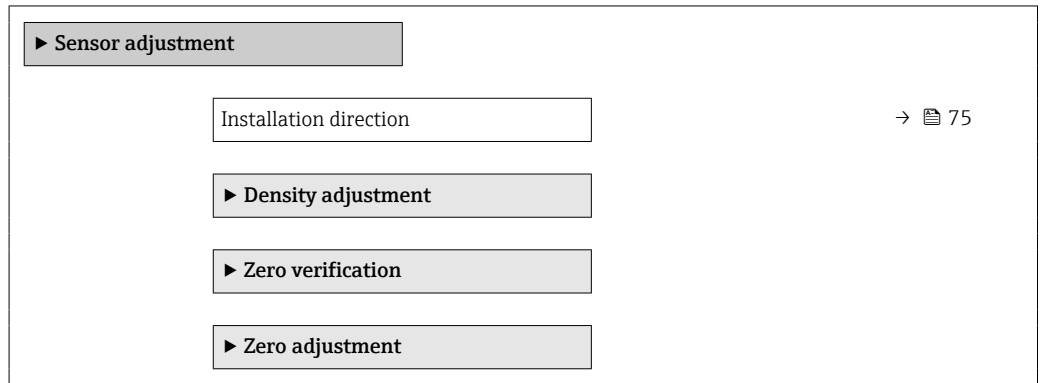 ▶ Sensor adjustment
Installation direction → 75
▶ Density adjustment
▶ Zero verification
▶ Zero adjustment